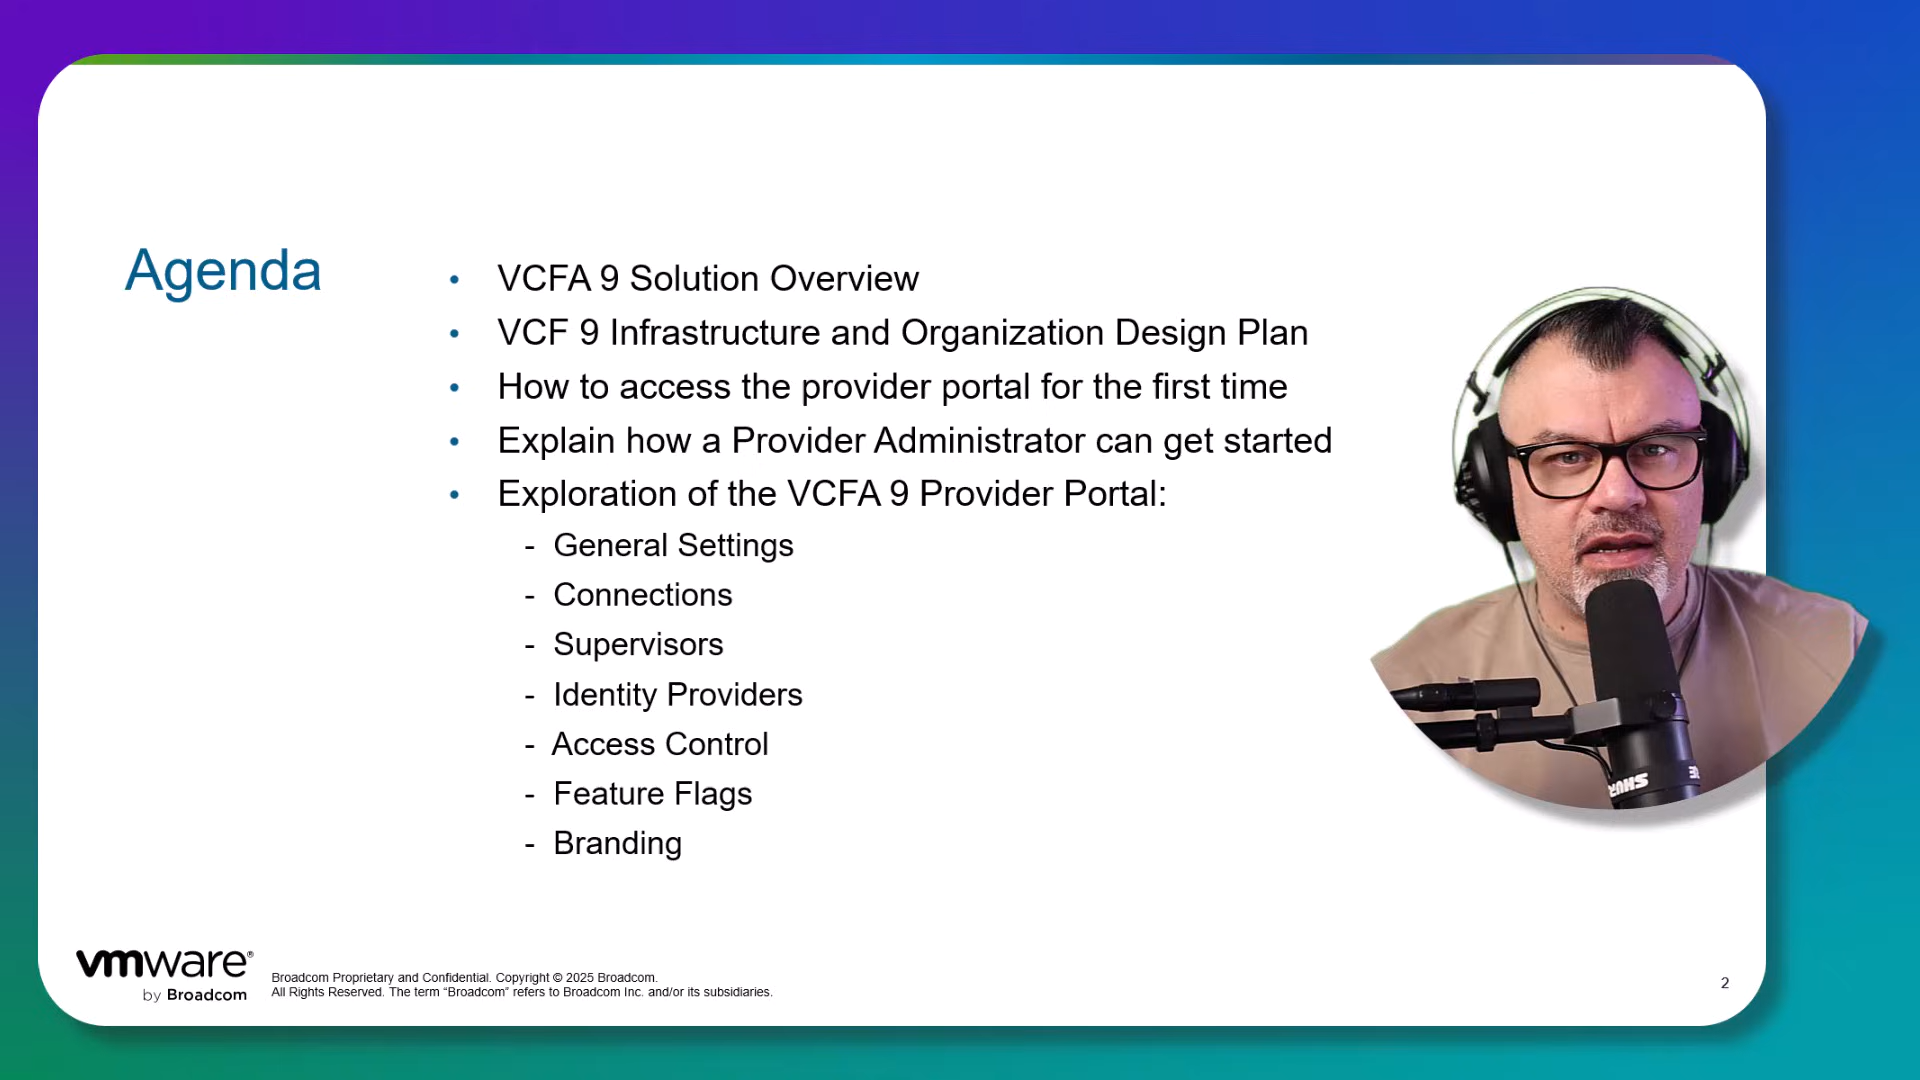 Agenda
• VCFA 9 Solution Overview
• VCF 9 Infrastructure and Organization Design Plan
• How to access the provider portal for the first time
• Explain how a Provider Administrator can get started
• Exploration of the VCFA 9 Provider Portal:
- General Settings
- Connections
- Supervisors
- Identity Providers
- Access Control
- Feature Flags
- Branding
SHURE
vmware®
by Broadcom
Broadcom Proprietary and Confidential. Copyright © 2025 Broadcom.
All Rights Reserved. The term “Broadcom” refers to Broadcom Inc. and/or its subsidiaries.
2